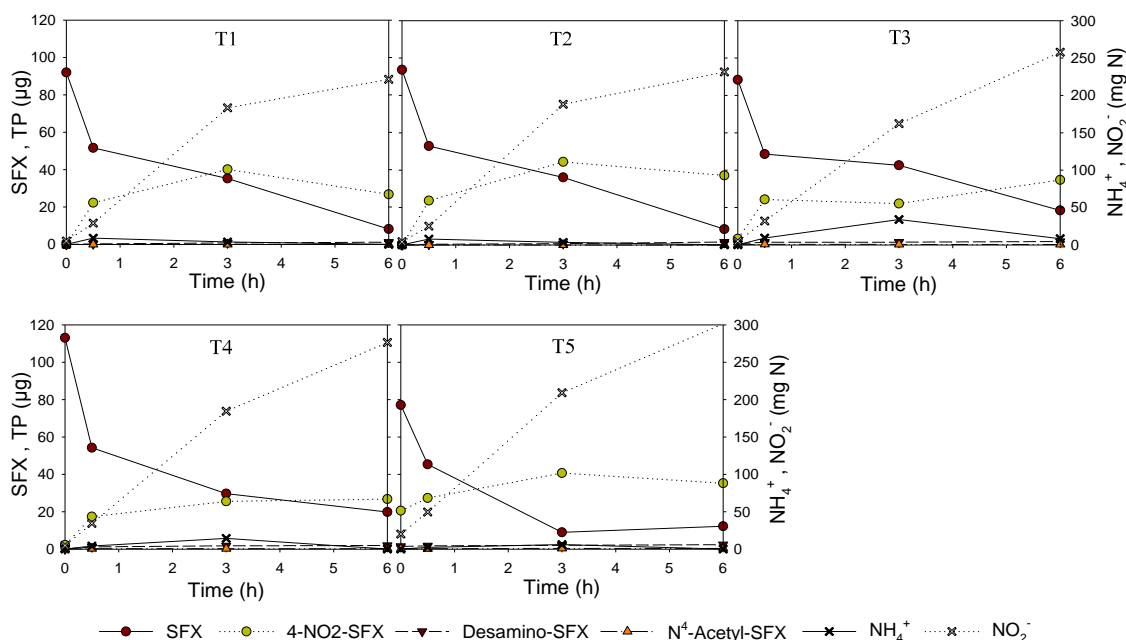 T1 T2 T3
SFX , TP (µg)
120
100
80
60
40
20
0
300
250
200
150
100
50
0
NH₄⁺ , NO₂⁻ (mg N)
0 1 2 3 4 5 6 0 1 2 3 4 5 6 0 1 2 3 4 5 6
Time (h) Time (h) Time (h)
T4 T5
SFX , TP (µg)
120
100
80
60
40
20
0
300
250
200
150
100
50
0
NH₄⁺ , NO₂⁻ (mg N)
0 1 2 3 4 5 6 0 1 2 3 4 5 6
Time (h) Time (h)
SFX 4-NO2-SFX Desamino-SFX N⁴-Acetyl-SFX NH₄⁺ NO₂⁻